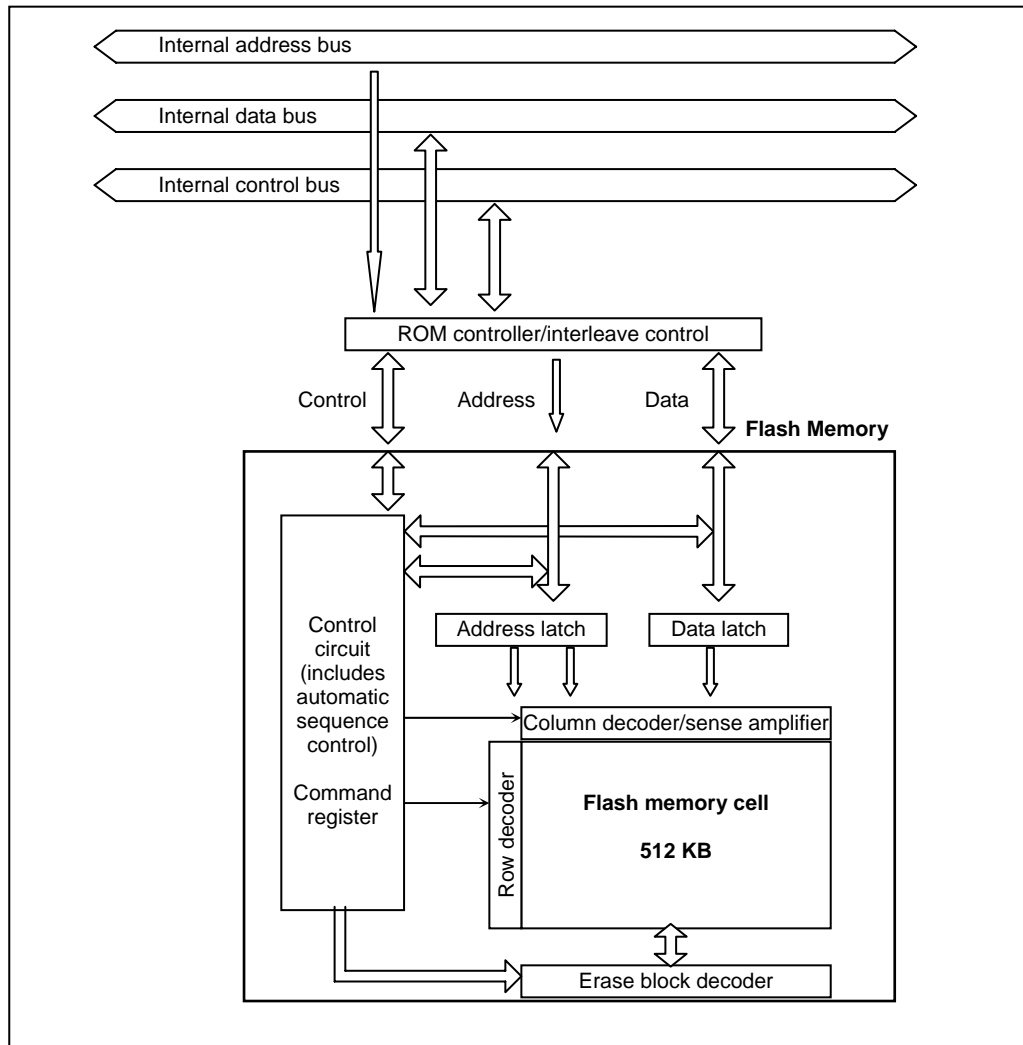 Internal address bus
Internal data bus
Internal control bus
ROM controller/interleave control
Control
Address
Data
Flash Memory
Control
circuit
(includes
automatic
sequence
control)
Command
register
Address latch
Data latch
Column decoder/sense amplifier
Row decoder
Flash memory cell
512 KB
Erase block decoder